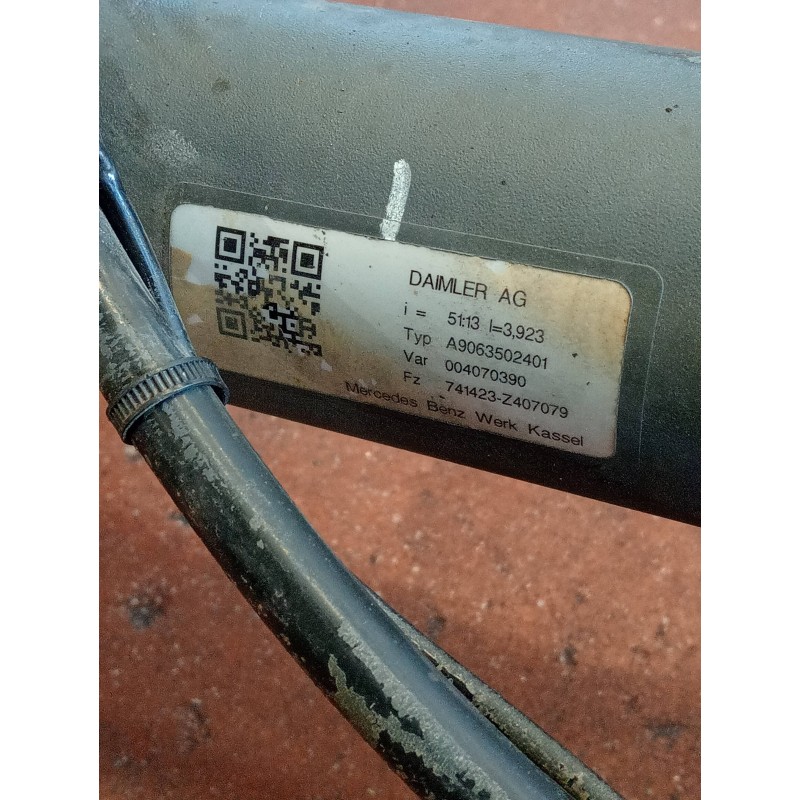 DAIMLER AG
i = 51:13 I=3,923
Typ A9063502401
Var 004070390
Fz 741423-Z407079
Mercedes Benz Werk Kassel